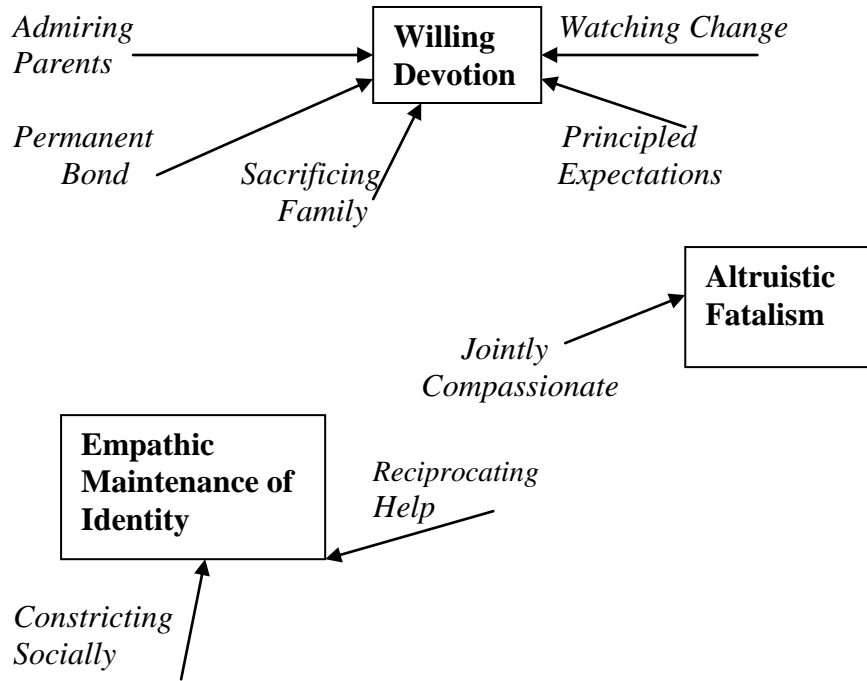 Admiring
Parents
Willing
Devotion
Watching Change
Permanent
Bond
Sacrificing
Family
Principled
Expectations
Altruistic
Fatalism
Jointly
Compassionate
Empathic
Maintenance of
Identity
Reciprocating
Help
Constricting
Socially